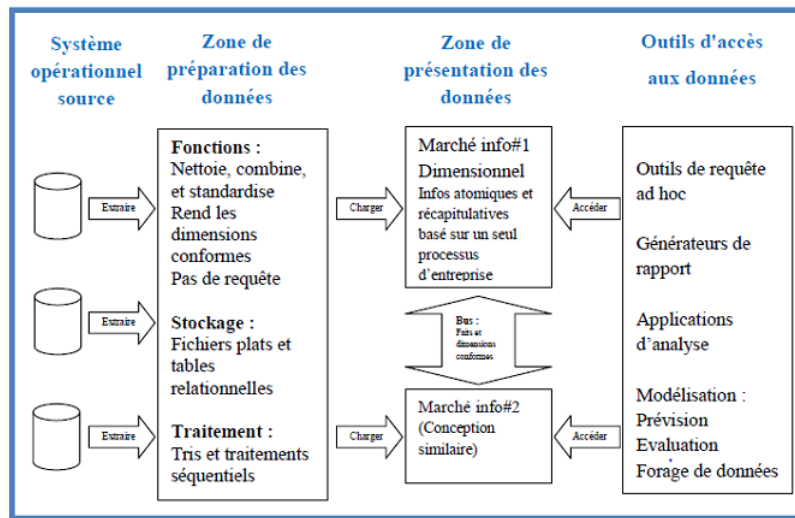 Système
opérationnel
source
Zone de
préparation des
données
Zone de
présentation des
données
Outils d'accès
aux données
Extraire
Extraire
Extraire
Fonctions :
Nettoie, combine,
et standardise
Rend les
dimensions
conformes
Pas de requête
Stockage :
Fichiers plats et
tables
relationnelles
Traitement :
Tris et traitements
séquentiels
Charger
Charger
Marché info#1
Dimensionnel
Infos atomiques et
récapitulatives
basé sur un seul
processus
d'entreprise
Bus :
Faits et
dimensions
conformes
Marché info#2
(Conception
similaire)
Accéder
Accéder
Outils de requête
ad hoc
Générateurs de
rapport
Applications
d'analyse
Modélisation :
Prévision
Evaluation
Forage de données